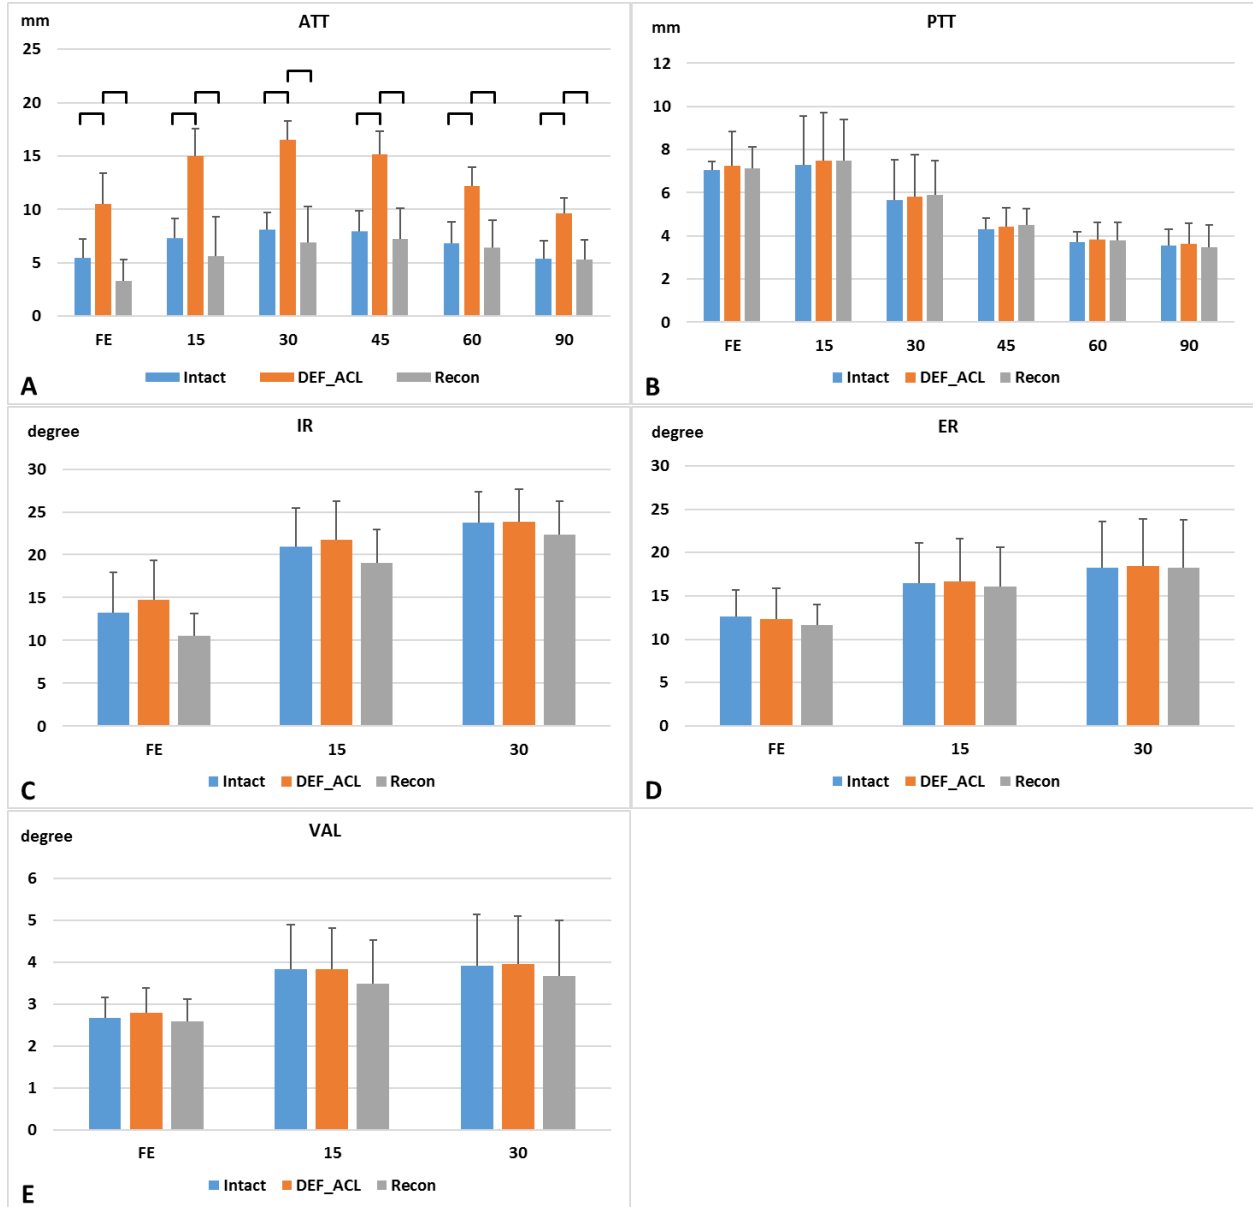 ATT
mm
25
20
15
10
5
0
FE 15 30 45 60 90
Intact DEF_ACL Recon
A
PTT
mm
12
10
8
6
4
2
0
FE 15 30 45 60 90
Intact DEF_ACL Recon
B
IR
degree
30
25
20
15
10
5
0
FE 15 30
Intact DEF_ACL Recon
C
ER
degree
30
25
20
15
10
5
0
FE 15 30
Intact DEF_ACL Recon
D
VAL
degree
6
5
4
3
2
1
0
FE 15 30
Intact DEF_ACL Recon
E